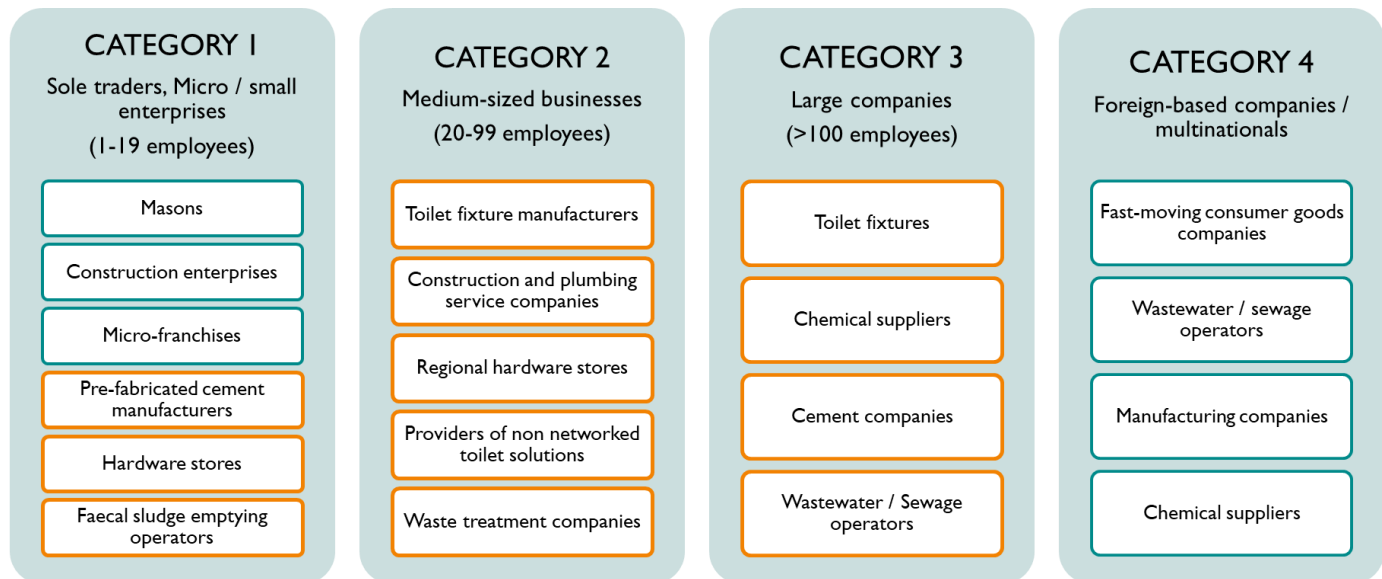 CATEGORY 1
Sole traders, Micro / small
enterprises
(1-19 employees)
Masons
Construction enterprises
Micro-franchises
Pre-fabricated cement
manufacturers
Hardware stores
Faecal sludge emptying
operators
CATEGORY 2
Medium-sized businesses
(20-99 employees)
Toilet fixture manufacturers
Construction and plumbing
service companies
Regional hardware stores
Providers of non networked
toilet solutions
Waste treatment companies
CATEGORY 3
Large companies
(>100 employees)
Toilet fixtures
Chemical suppliers
Cement companies
Wastewater / Sewage
operators
CATEGORY 4
Foreign-based companies /
multinationals
Fast-moving consumer goods
companies
Wastewater / sewage
operators
Manufacturing companies
Chemical suppliers